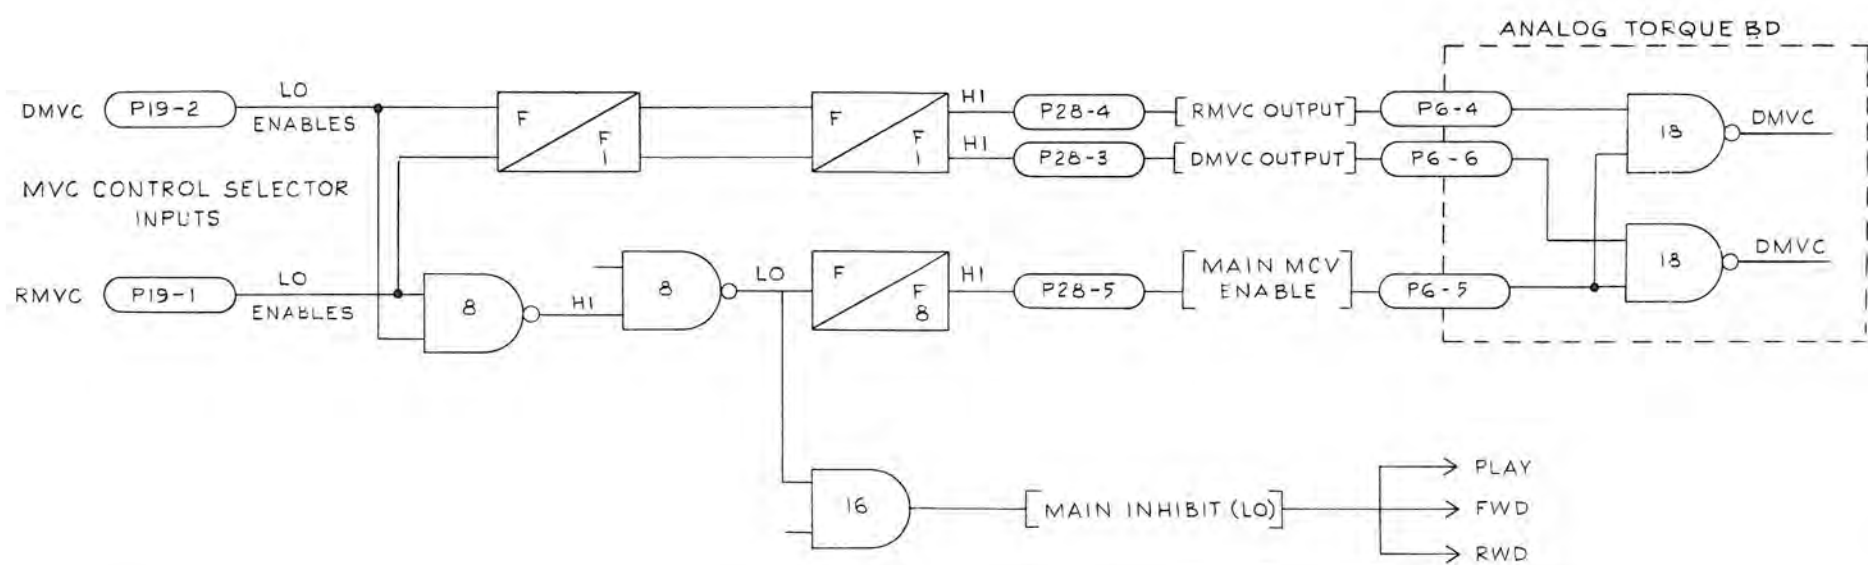 ANALOG TORQUE BD
DMVC
P19-2
LO
ENABLES
F
F
1
F
F
1
HI
P28-4
[RMVC OUTPUT]
P6-4
18
DMVC
HI
P28-3
[DMVC OUTPUT]
P6-6
MVC CONTROL SELECTOR
INPUTS
RMVC
P19-1
LO
ENABLES
8
HI
8
LO
F
F
8
HI
P28-5
MAIN MCV
ENABLE
P6-5
18
DMVC
16
[MAIN INHIBIT (LO)]
PLAY
FWD
RWD